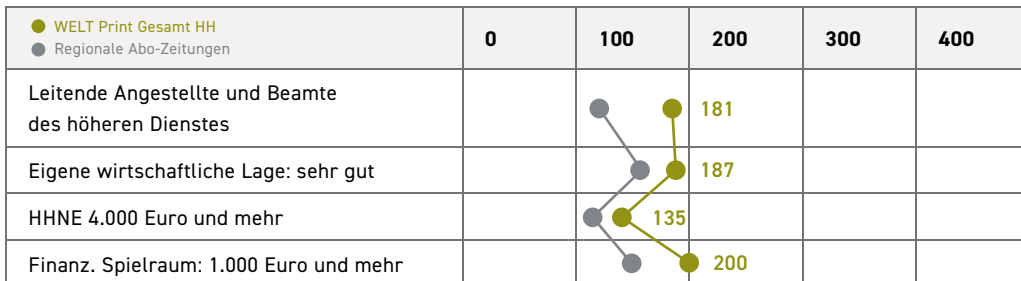 WELT Print Gesamt HH
Regionale Abo-Zeitungen
0 100 200 300 400
Leitende Angestellte und Beamte
des höheren Dienstes
181
Eigene wirtschaftliche Lage: sehr gut
187
HHNE 4.000 Euro und mehr
135
Finanz. Spielraum: 1.000 Euro und mehr
200